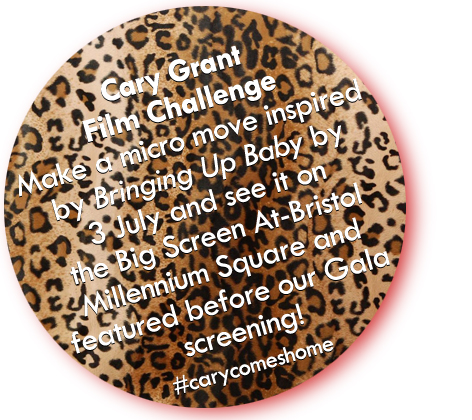 Cary Grant
Film Challenge
Make a micro move inspired
by Bringing Up Baby by
3 July and see it on
the Big Screen At-Bristol
Millennium Square and
featured before our Gala
screening!
#carycomeshome